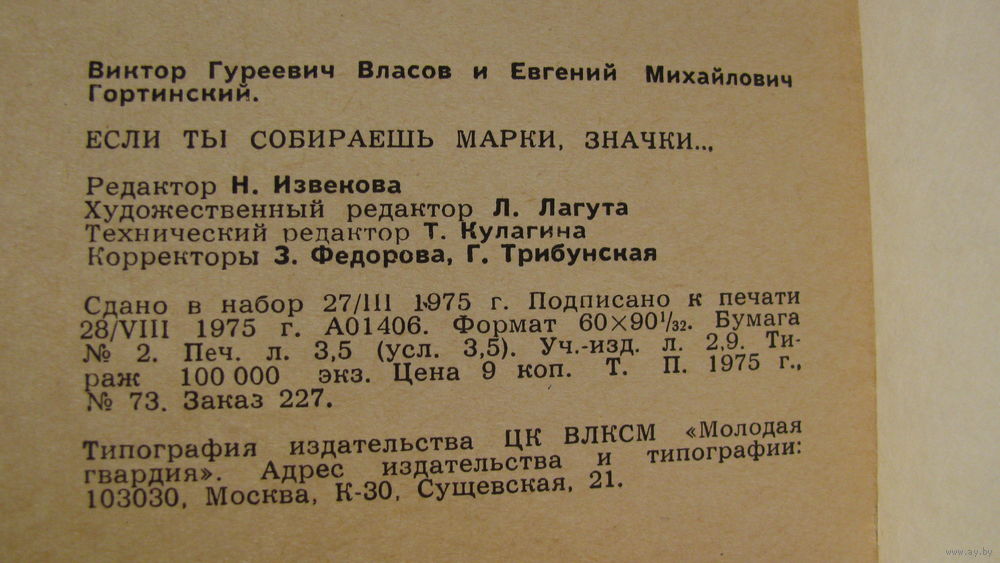 Виктор Гуреевич Власов и Евгений Михайлович
Гортинский.
ЕСЛИ ТЫ СОБИРАЕШЬ МАРКИ, ЗНАЧКИ...
Редактор Н. Извекова
Художественный редактор Л. Лагута
Технический редактор Т. Кулагина
Корректоры З. Федорова, Г. Трибунская
Сдано в набор 27/III 1975 г. Подписано к печати
28/VIII 1975 г. А01406. Формат 60×90¹/₃₂. Бумага
№ 2. Печ. л. 3,5 (усл. 3,5). Уч.-изд. л. 2,9. Ти-
раж 100 000 экз. Цена 9 коп. Т. П. 1975 г.,
№ 73. Заказ 227.
Типография издательства ЦК ВЛКСМ «Молодая
гвардия». Адрес издательства и типографии:
103030, Москва, К-30, Сущевская, 21.
www.ay.by